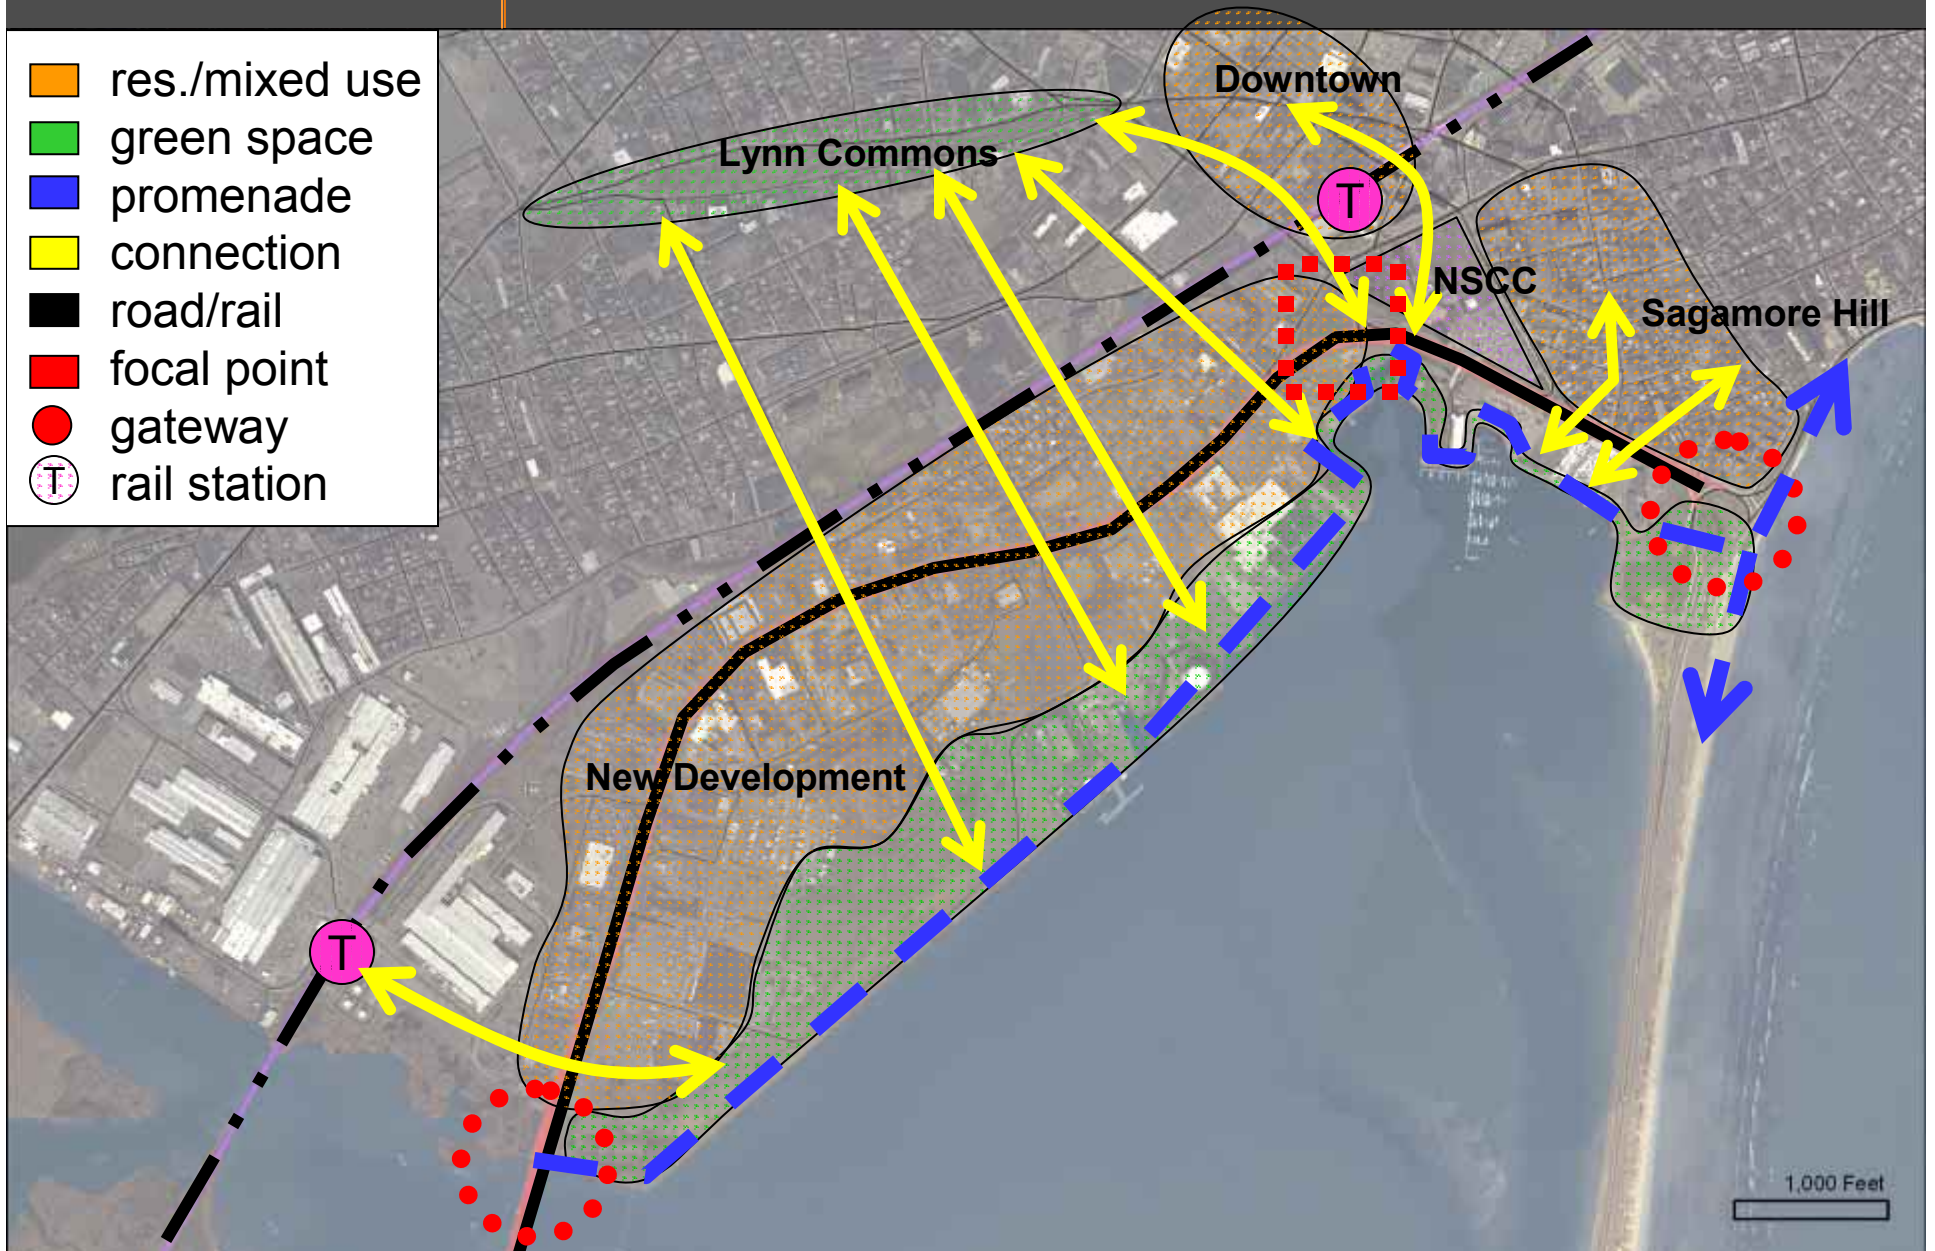 res./mixed use
green space
promenade
connection
road/rail
focal point
gateway
T rail station
Downtown
Lynn Commons
T
NSCC
Sagamore Hill
New Development
T
1,000 Feet